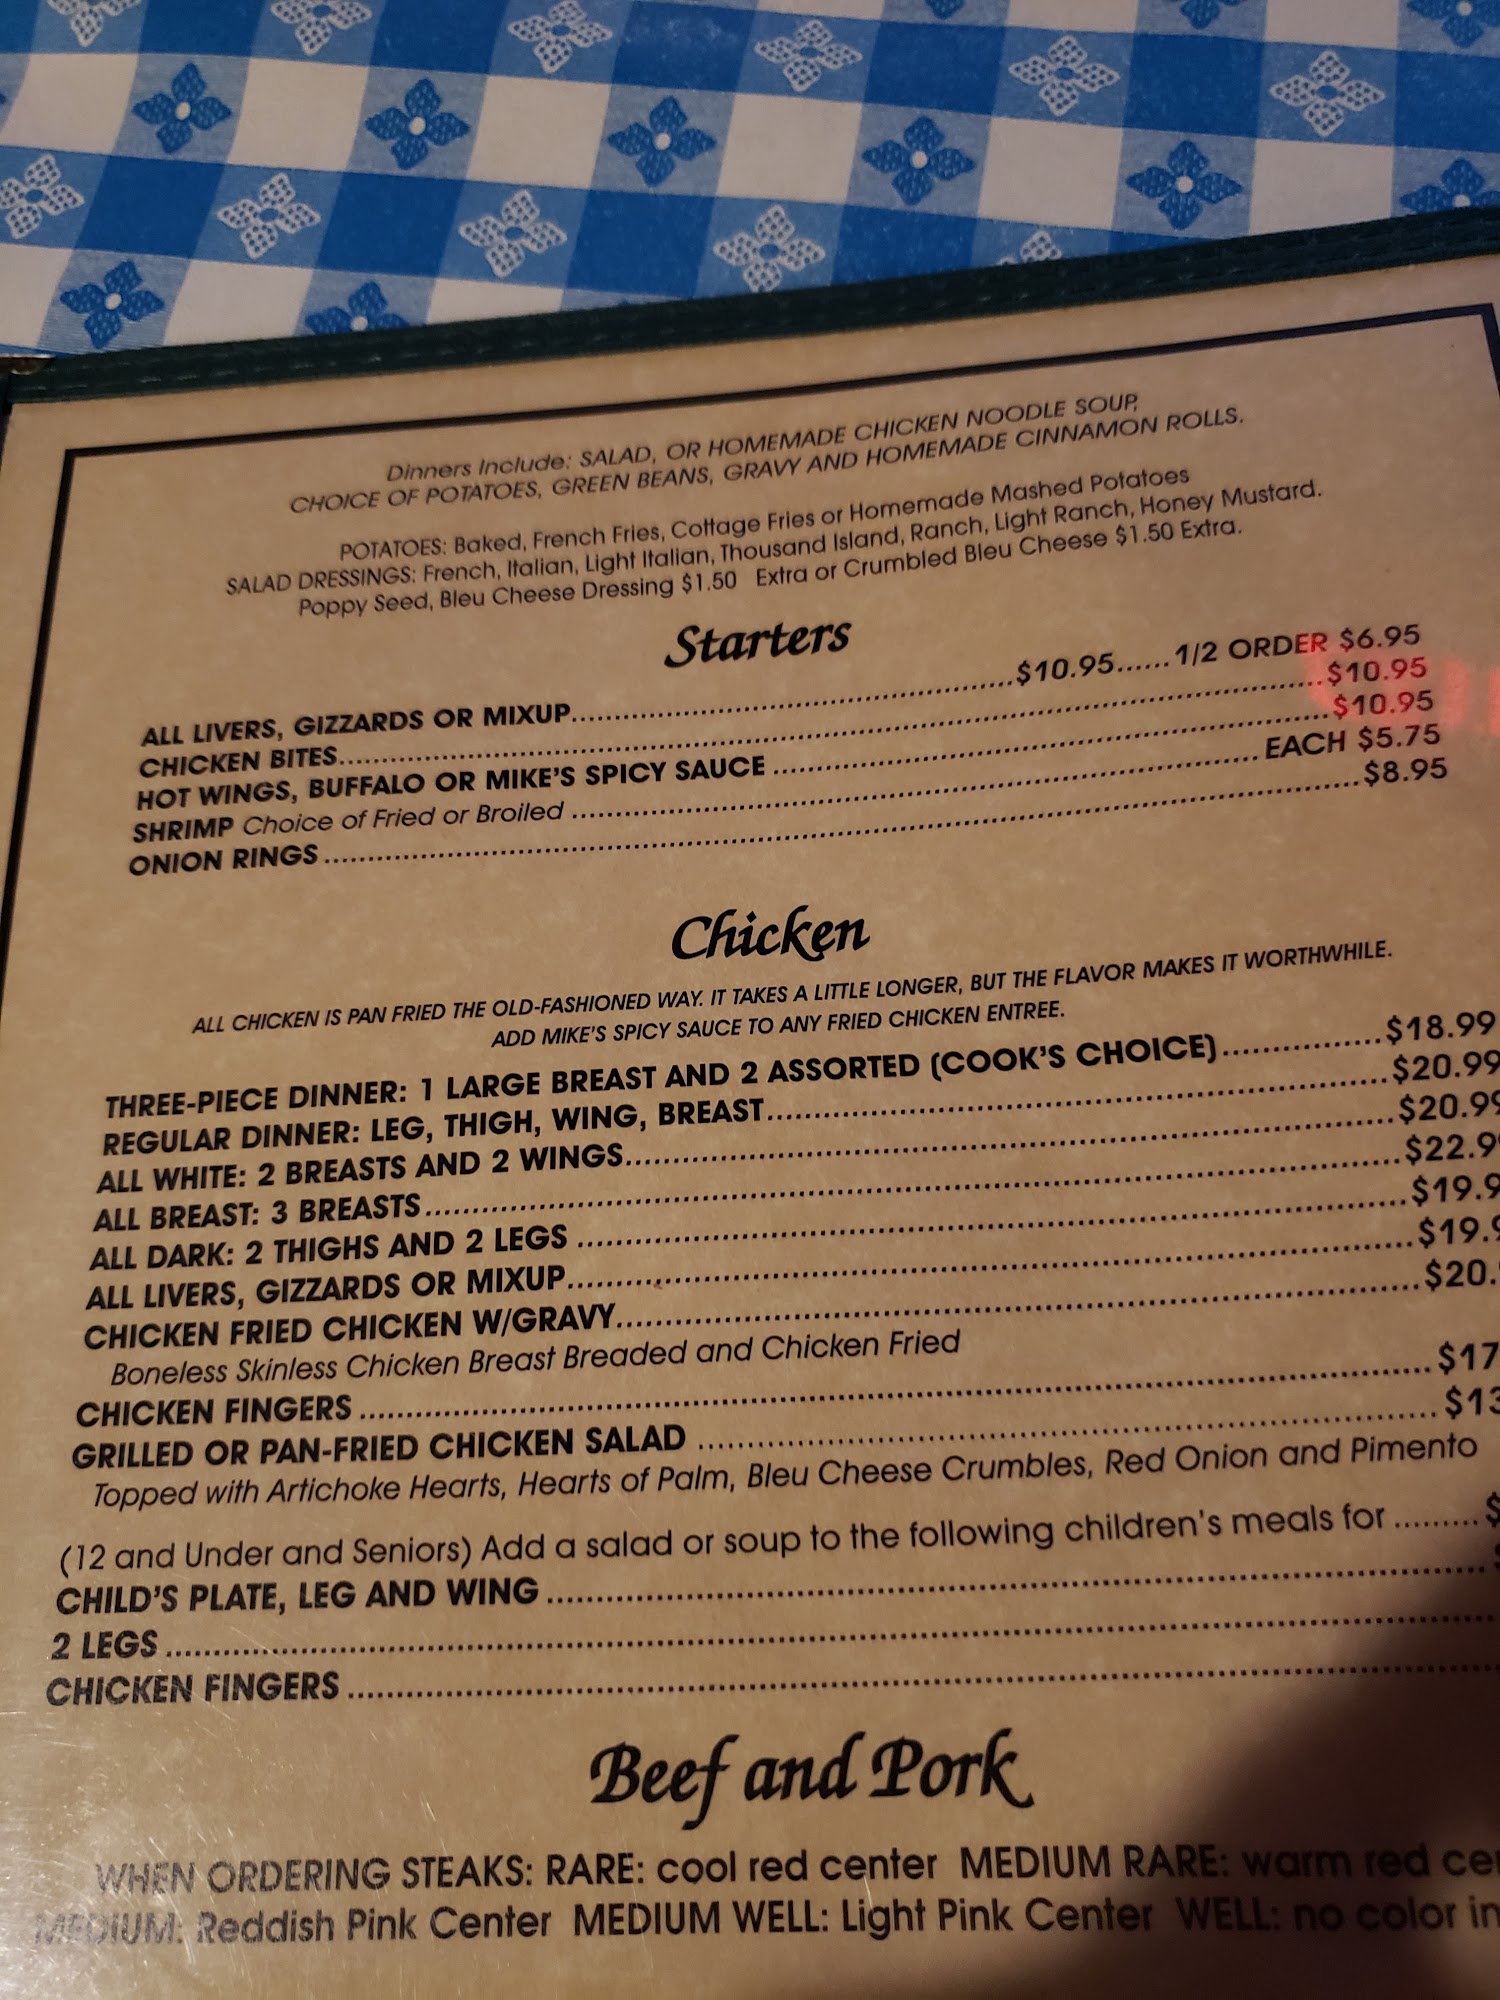 Dinners Include: SALAD, OR HOMEMADE CHICKEN NOODLE SOUP,
CHOICE OF POTATOES, GREEN BEANS, GRAVY AND HOMEMADE CINNAMON ROLLS.
POTATOES: Baked, French Fries, Cottage Fries or Homemade Mashed Potatoes
SALAD DRESSINGS: French, Italian, Light Italian, Thousand Island, Ranch, Light Ranch, Honey Mustard.
Poppy Seed, Bleu Cheese Dressing $1.50 Extra or Crumbled Bleu Cheese $1.50 Extra.
Starters
ALL LIVERS, GIZZARDS OR MIXUP..........$10.95......1/2 ORDER $6.95
CHICKEN BITES..........$10.95
HOT WINGS, BUFFALO OR MIKE'S SPICY SAUCE ..........$10.95
SHRIMP Choice of Fried or Broiled ..........EACH $5.75
ONION RINGS ..........$8.95
Chicken
ALL CHICKEN IS PAN FRIED THE OLD-FASHIONED WAY. IT TAKES A LITTLE LONGER, BUT THE FLAVOR MAKES IT WORTHWHILE.
ADD MIKE'S SPICY SAUCE TO ANY FRIED CHICKEN ENTREE.
THREE-PIECE DINNER: 1 LARGE BREAST AND 2 ASSORTED (COOK'S CHOICE)..........$18.99
REGULAR DINNER: LEG, THIGH, WING, BREAST..........$20.99
ALL WHITE: 2 BREASTS AND 2 WINGS..........$20.99
ALL BREAST: 3 BREASTS..........$22.9
ALL DARK: 2 THIGHS AND 2 LEGS ..........$19.9
ALL LIVERS, GIZZARDS OR MIXUP..........$19.9
CHICKEN FRIED CHICKEN W/GRAVY..........$20.
Boneless Skinless Chicken Breast Breaded and Chicken Fried
CHICKEN FINGERS ..........$17
GRILLED OR PAN-FRIED CHICKEN SALAD ..........$13
Topped with Artichoke Hearts, Hearts of Palm, Bleu Cheese Crumbles, Red Onion and Pimento
(12 and Under and Seniors) Add a salad or soup to the following children's meals for .........$
CHILD'S PLATE, LEG AND WING ..........
2 LEGS ..........
CHICKEN FINGERS ..........
Beef and Pork
WHEN ORDERING STEAKS: RARE: cool red center MEDIUM RARE: warm red
MEDIUM: Reddish Pink Center MEDIUM WELL: Light Pink Center WELL: no color in